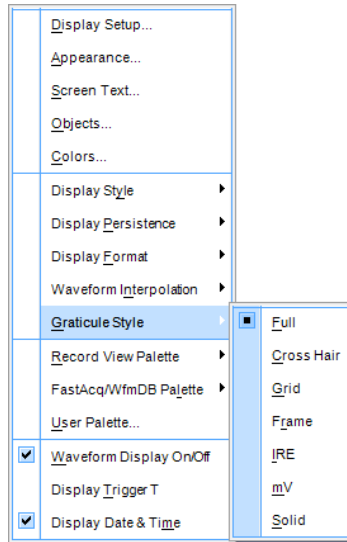 Display Setup...
Appearance...
Screen Text...
Objects...
Colors...
Display Style
Display Persistence
Display Format
Waveform Interpolation
Graticule Style
Full
Record View Palette
Cross Hair
FastAcq/WfmDB Palette
Grid
User Palette...
Frame
Waveform Display On/Off
IRE
Display Trigger T
mV
Display Date & Time
Solid